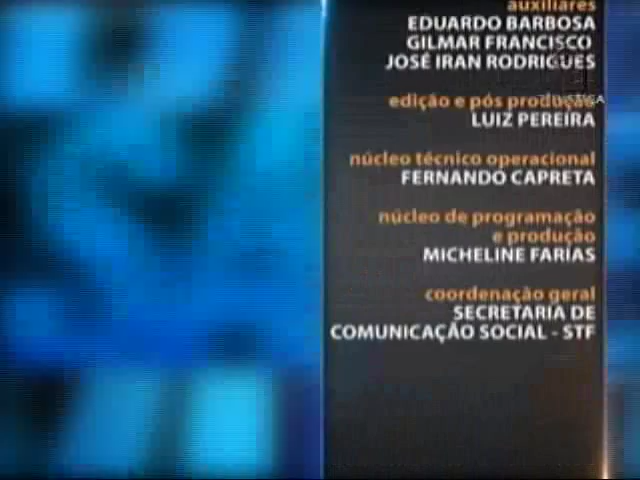 auxiliares
EDUARDO BARBOSA
GILMAR FRANCISCO
JOSÉ IRAN RODRIGUES
edição e pós produção
LUIZ PEREIRA
núcleo técnico operacional
FERNANDO CAPRETA
núcleo de programação
e produção
MICHELINE FARIAS
coordenação geral
SECRETARIA DE
COMUNICAÇÃO SOCIAL - STF